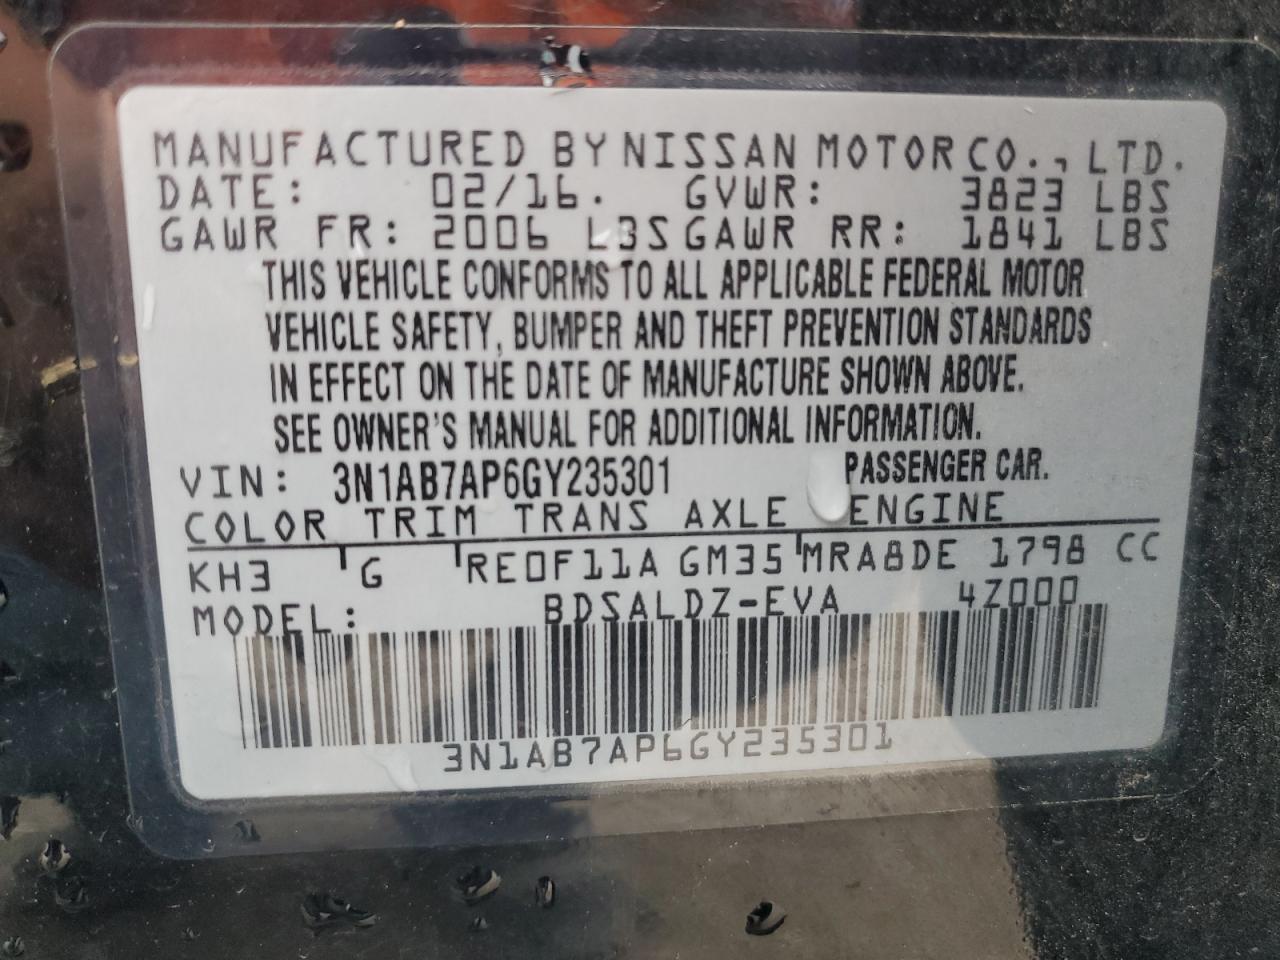 MANUFACTURED BY NISSAN MOTOR CO., LTD.
DATE: 02/16. GVWR: 3823 LBS
GAWR FR: 2006 LBS GAWR RR: 1841 LBS
THIS VEHICLE CONFORMS TO ALL APPLICABLE FEDERAL MOTOR
VEHICLE SAFETY, BUMPER AND THEFT PREVENTION STANDARDS
IN EFFECT ON THE DATE OF MANUFACTURE SHOWN ABOVE.
SEE OWNER'S MANUAL FOR ADDITIONAL INFORMATION.
VIN: 3N1AB7AP6GY235301 PASSENGER CAR.
COLOR TRIM TRANS AXLE ENGINE
KH3 G RE0F11A GM35 MRA8DE 1798 CC
MODEL: BDSALDZ-EVA 4Z000
3N1AB7AP6GY235301